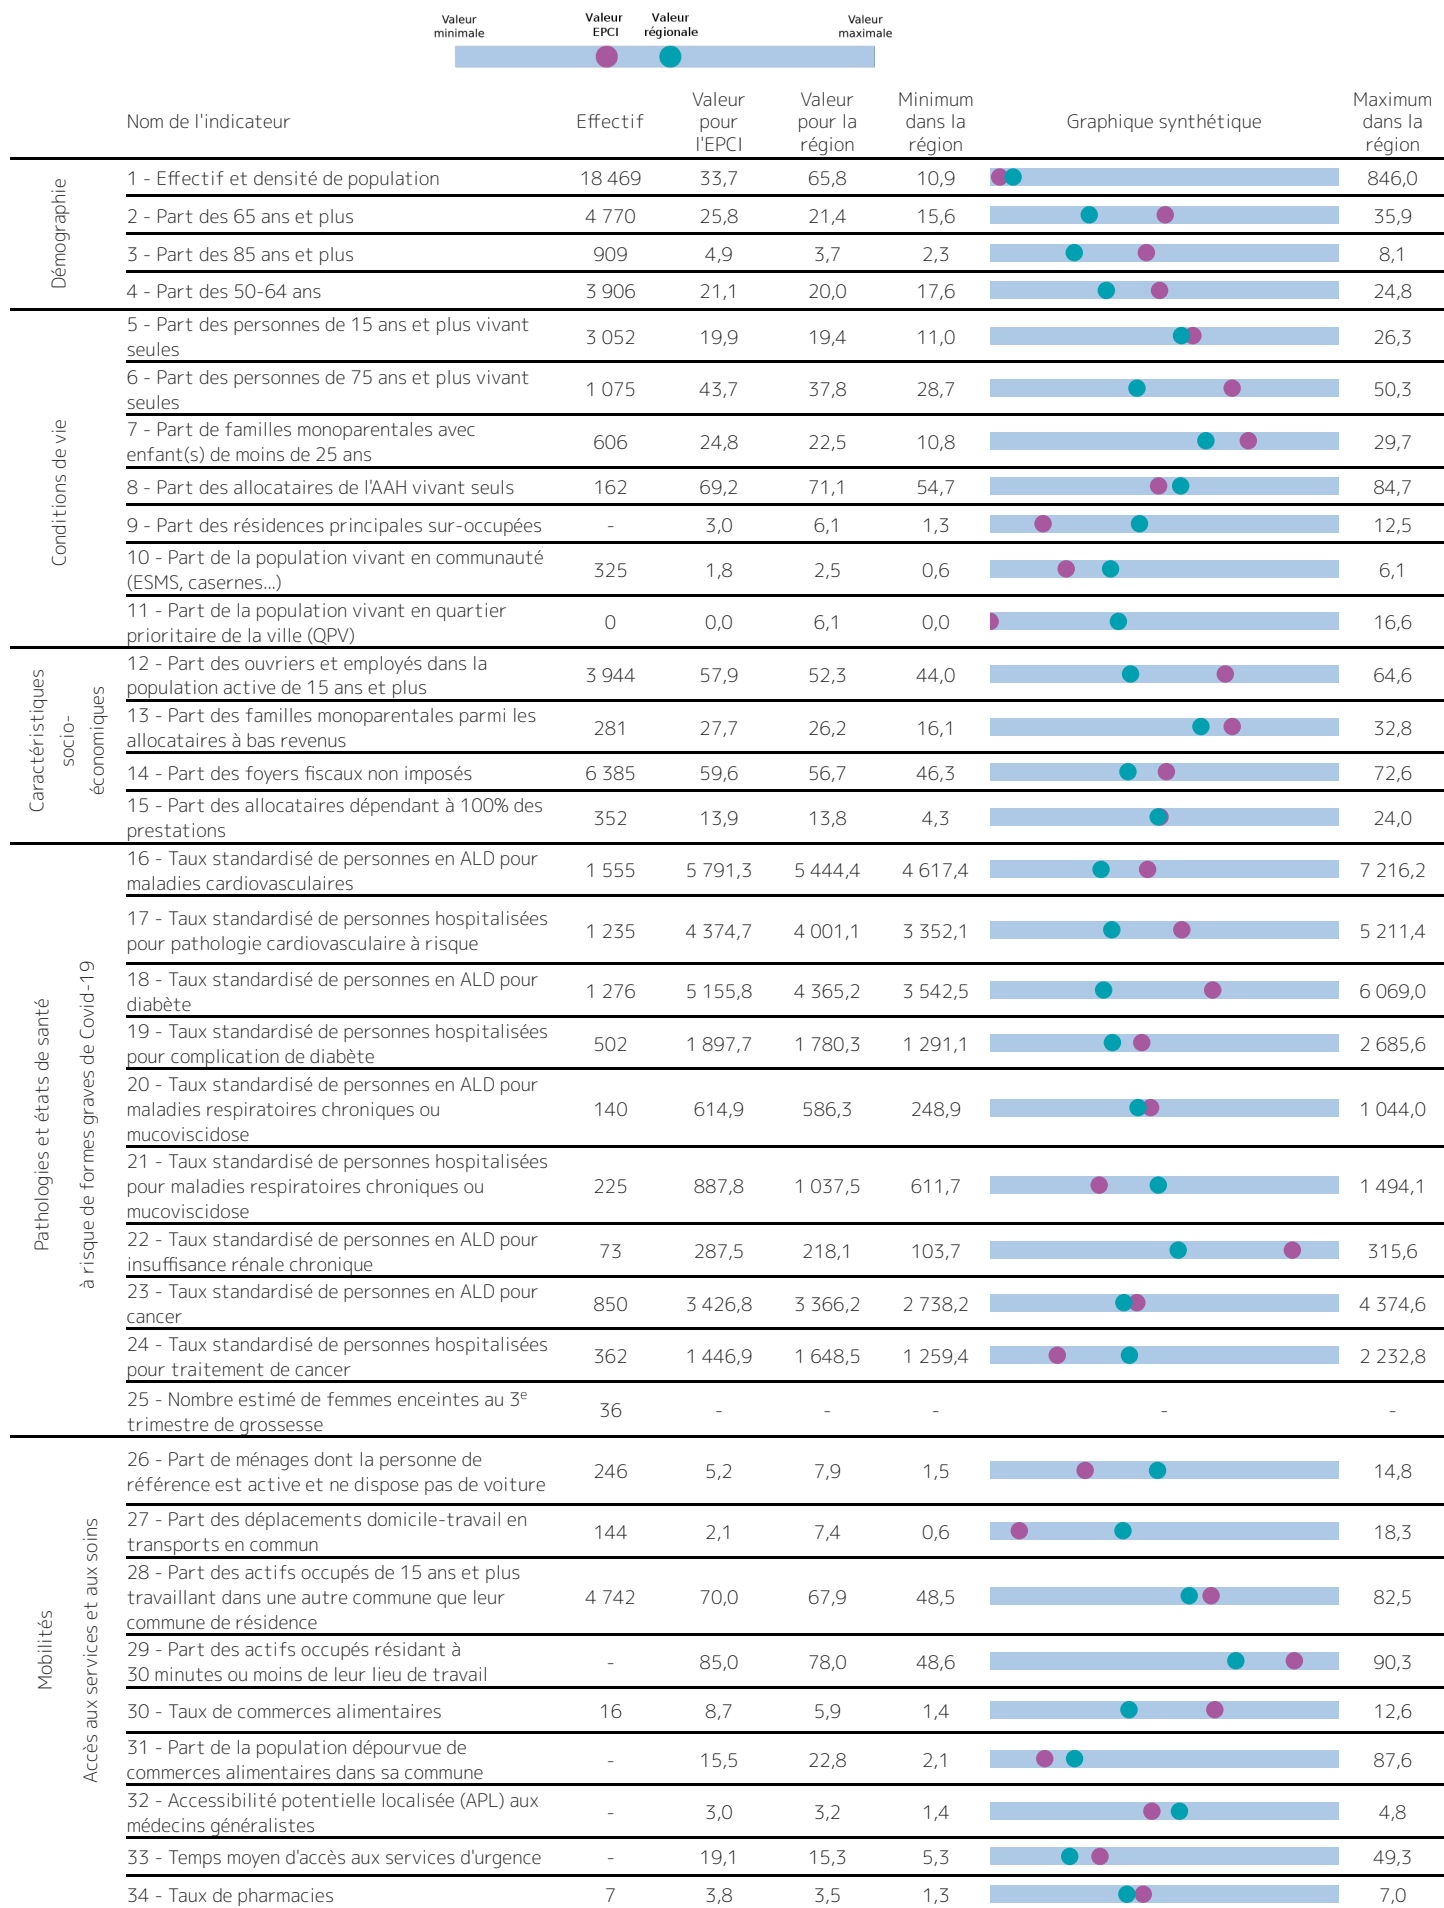 Valeur minimale
Valeur EPCI
Valeur régionale
Valeur maximale
Nom de l'indicateur Effectif Valeur pour l'EPCI Valeur pour la région Minimum dans la région Graphique synthétique Maximum dans la région
Démographie
1 - Effectif et densité de population 18 469 33,7 65,8 10,9 846,0
2 - Part des 65 ans et plus 4 770 25,8 21,4 15,6 35,9
3 - Part des 85 ans et plus 909 4,9 3,7 2,3 8,1
4 - Part des 50-64 ans 3 906 21,1 20,0 17,6 24,8
Conditions de vie
5 - Part des personnes de 15 ans et plus vivant
seules 3 052 19,9 19,4 11,0 26,3
6 - Part des personnes de 75 ans et plus vivant
seules 1 075 43,7 37,8 28,7 50,3
7 - Part de familles monoparentales avec
enfant(s) de moins de 25 ans 606 24,8 22,5 10,8 29,7
8 - Part des allocataires de l'AAH vivant seuls 162 69,2 71,1 54,7 84,7
9 - Part des résidences principales sur-occupées - 3,0 6,1 1,3 12,5
10 - Part de la population vivant en communauté
(ESMS, casernes...) 325 1,8 2,5 0,6 6,1
11 - Part de la population vivant en quartier
prioritaire de la ville (QPV) 0 0,0 6,1 0,0 16,6
Caractéristiques
socio-
économiques
12 - Part des ouvriers et employés dans la
population active de 15 ans et plus 3 944 57,9 52,3 44,0 64,6
13 - Part des familles monoparentales parmi les
allocataires à bas revenus 281 27,7 26,2 16,1 32,8
14 - Part des foyers fiscaux non imposés 6 385 59,6 56,7 46,3 72,6
15 - Part des allocataires dépendant à 100% des
prestations 352 13,9 13,8 4,3 24,0
Pathologies et états de santé
à risque de formes graves de Covid-19
16 - Taux standardisé de personnes en ALD pour
maladies cardiovasculaires 1 555 5 791,3 5 444,4 4 617,4 7 216,2
17 - Taux standardisé de personnes hospitalisées
pour pathologie cardiovasculaire à risque 1 235 4 374,7 4 001,1 3 352,1 5 211,4
18 - Taux standardisé de personnes en ALD pour
diabète 1 276 5 155,8 4 365,2 3 542,5 6 069,0
19 - Taux standardisé de personnes hospitalisées
pour complication de diabète 502 1 897,7 1 780,3 1 291,1 2 685,6
20 - Taux standardisé de personnes en ALD pour
maladies respiratoires chroniques ou 140 614,9 586,3 248,9 1 044,0
mucoviscidose
21 - Taux standardisé de personnes hospitalisées
pour maladies respiratoires chroniques ou 225 887,8 1 037,5 611,7 1 494,1
mucoviscidose
22 - Taux standardisé de personnes en ALD pour
insuffisance rénale chronique 73 287,5 218,1 103,7 315,6
23 - Taux standardisé de personnes en ALD pour
cancer 850 3 426,8 3 366,2 2 738,2 4 374,6
24 - Taux standardisé de personnes hospitalisées
pour traitement de cancer 362 1 446,9 1 648,5 1 259,4 2 232,8
25 - Nombre estimé de femmes enceintes au 3e
trimestre de grossesse 36 - - - - -
Mobilités
Accès aux services et aux soins
26 - Part de ménages dont la personne de
référence est active et ne dispose pas de voiture 246 5,2 7,9 1,5 14,8
27 - Part des déplacements domicile-travail en
transports en commun 144 2,1 7,4 0,6 18,3
28 - Part des actifs occupés de 15 ans et plus
travaillant dans une autre commune que leur 4 742 70,0 67,9 48,5 82,5
commune de résidence
29 - Part des actifs occupés résidant à
30 minutes ou moins de leur lieu de travail - 85,0 78,0 48,6 90,3
30 - Taux de commerces alimentaires 16 8,7 5,9 1,4 12,6
31 - Part de la population dépourvue de
commerces alimentaires dans sa commune - 15,5 22,8 2,1 87,6
32 - Accessibilité potentielle localisée (APL) aux
médecins généralistes - 3,0 3,2 1,4 4,8
33 - Temps moyen d'accès aux services d'urgence - 19,1 15,3 5,3 49,3
34 - Taux de pharmacies 7 3,8 3,5 1,3 7,0